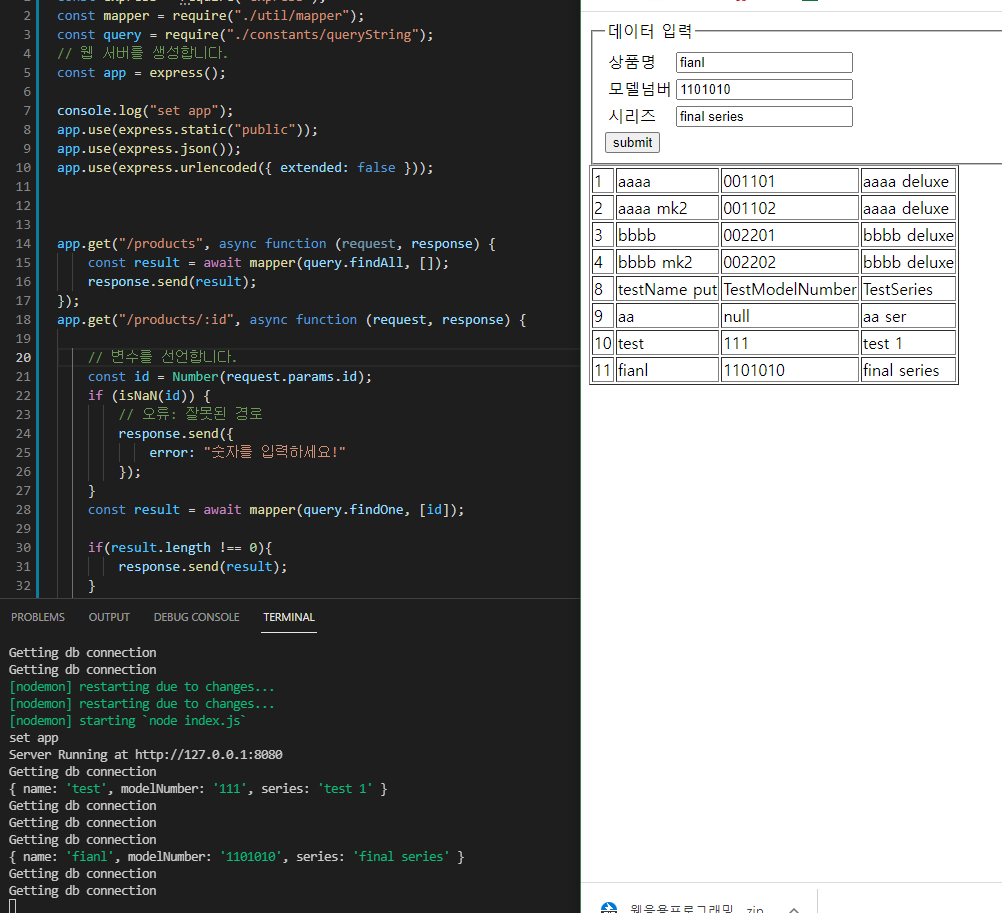 const mapper = require("./util/mapper");
const query = require("./constants/queryString");
// 웹 서버를 생성합니다.
const app = express();
console.log("set app");
app.use(express.static("public"));
app.use(express.json());
app.use(express.urlencoded({ extended: false }));
app.get("/products", async function (request, response) {
const result = await mapper(query.findAll, []);
response.send(result);
});
app.get("/products/:id", async function (request, response) {
// 변수를 선언합니다.
const id = Number(request.params.id);
if (isNaN(id)) {
// 오류: 잘못된 경로
response.send({
error: "숫자를 입력하세요!"
});
}
const result = await mapper(query.findOne, [id]);
if(result.length !== 0){
response.send(result);
}
2
3
4
5
6
7
8
9
10
11
12
13
14
15
16
17
18
19
20
21
22
23
24
25
26
27
28
29
30
31
32
PROBLEMS OUTPUT DEBUG CONSOLE TERMINAL
Getting db connection
Getting db connection
[nodemon] restarting due to changes...
[nodemon] restarting due to changes...
[nodemon] starting `node index.js`
set app
Server Running at http://127.0.0.1:8080
Getting db connection
{ name: 'test', modelNumber: '111', series: 'test 1' }
Getting db connection
Getting db connection
Getting db connection
{ name: 'fianl', modelNumber: '1101010', series: 'final series' }
Getting db connection
Getting db connection
데이터 입력
상품명 fianl
모델넘버 1101010
시리즈 final series
submit
1 aaaa 001101 aaaa deluxe
2 aaaa mk2 001102 aaaa deluxe
3 bbbb 002201 bbbb deluxe
4 bbbb mk2 002202 bbbb deluxe
8 testName put TestModelNumber TestSeries
9 aa null aa ser
10 test 111 test 1
11 fianl 1101010 final series
웹응용프로그래밍_.zip